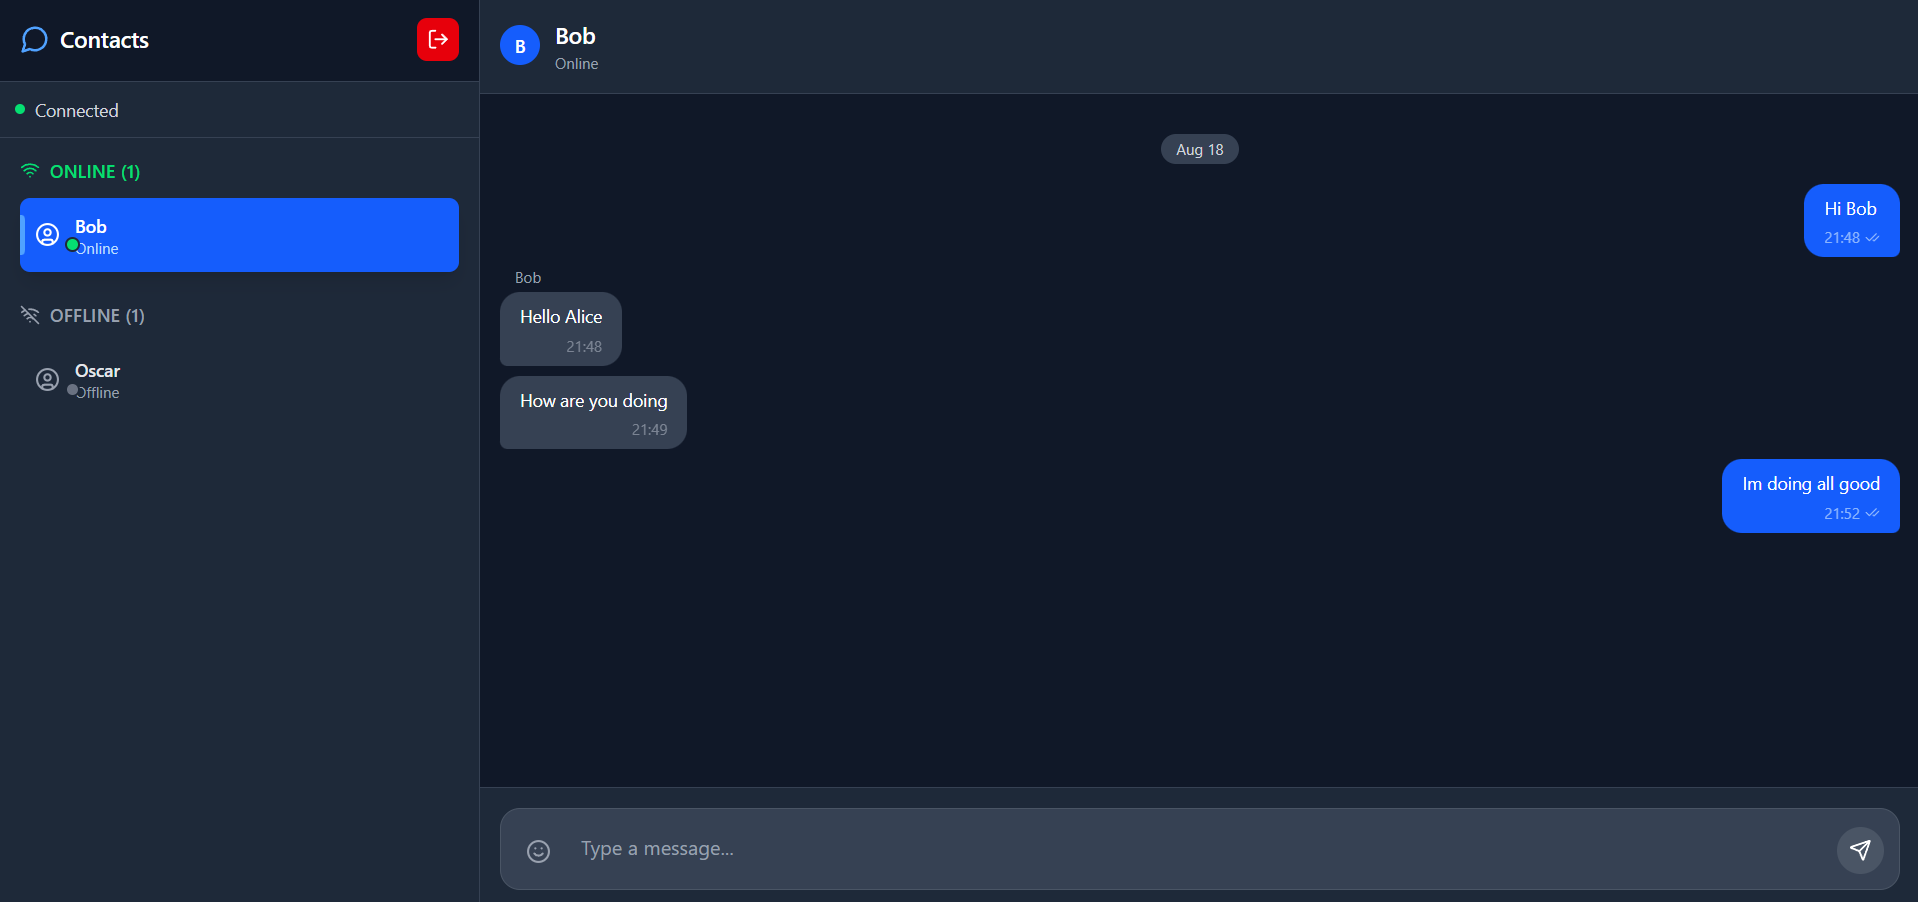 Contacts
Connected
ONLINE (1)
Bob
Online
OFFLINE (1)
Oscar
Offline
B
Bob
Online
Aug 18
Hi Bob
21:48
Bob
Hello Alice
21:48
How are you doing
21:49
Im doing all good
21:52
Type a message...